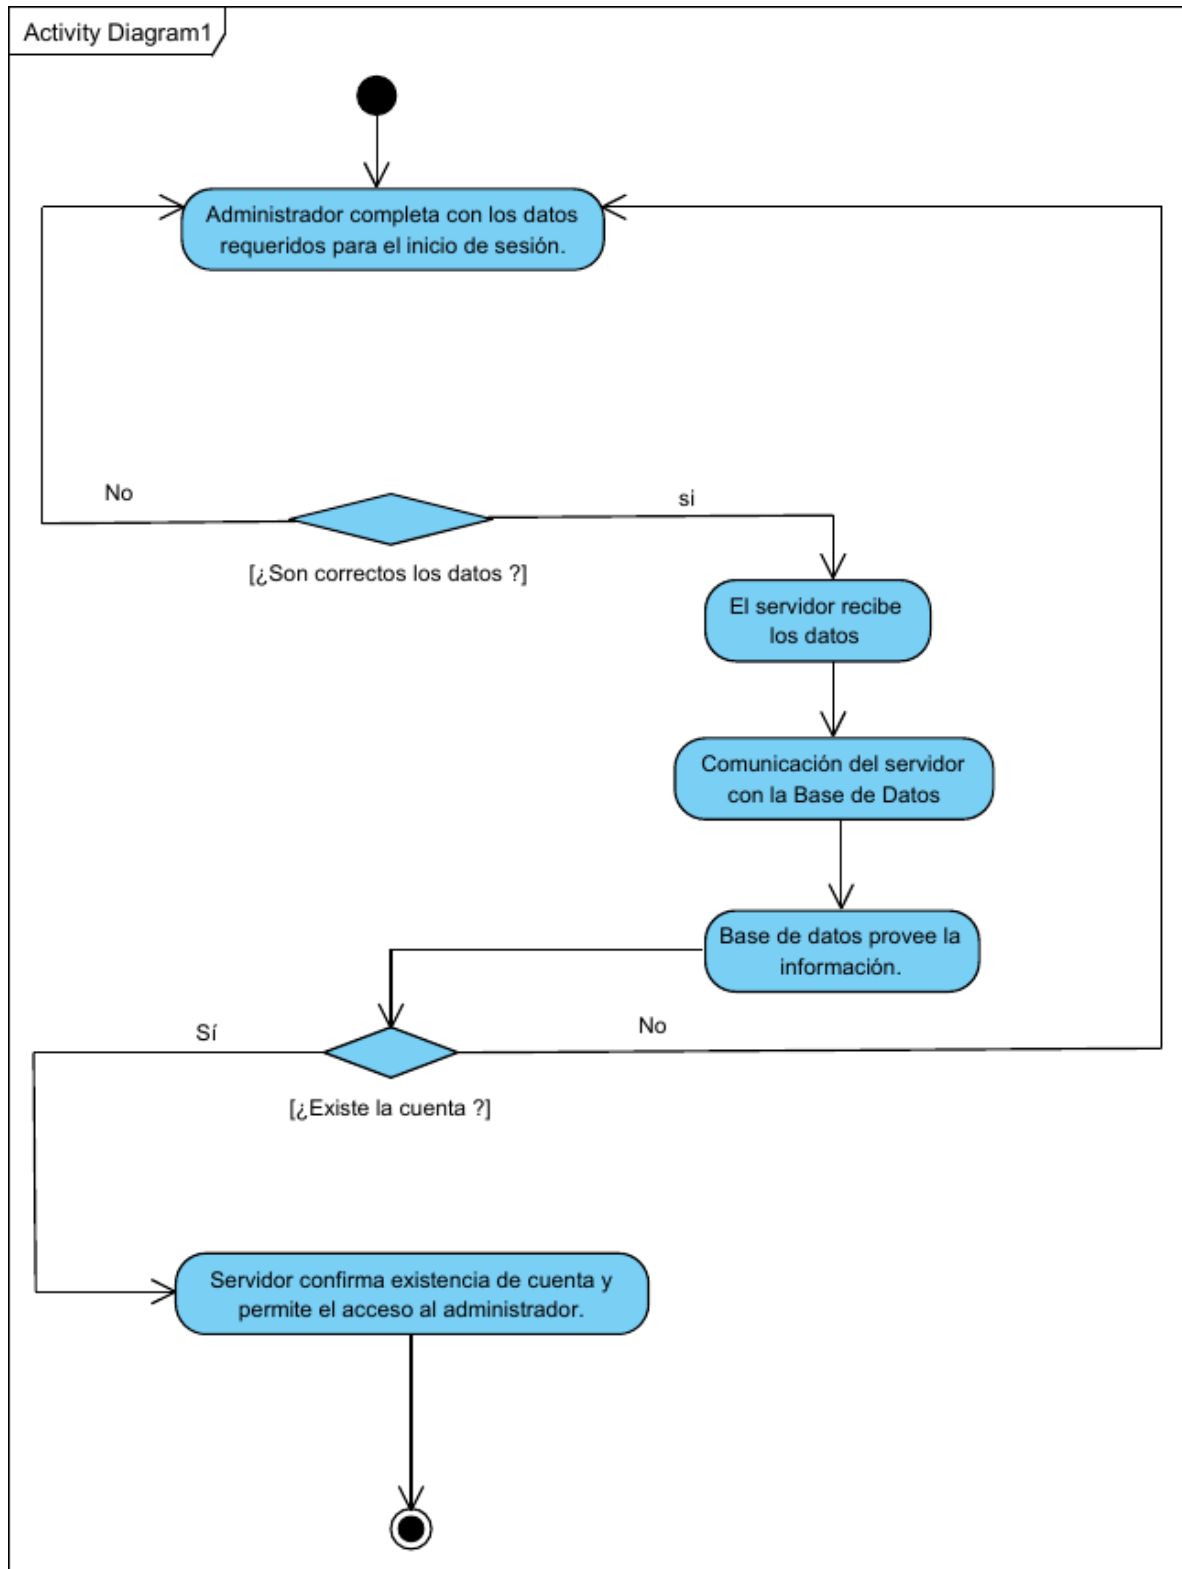 Activity Diagram1
Administrador completa con los datos
requeridos para el inicio de sesión.
No
si
[¿Son correctos los datos ?]
El servidor recibe
los datos
Comunicación del servidor
con la Base de Datos
Base de datos provee la
información.
Sí
No
[¿Existe la cuenta ?]
Servidor confirma existencia de cuenta y
permite el acceso al administrador.